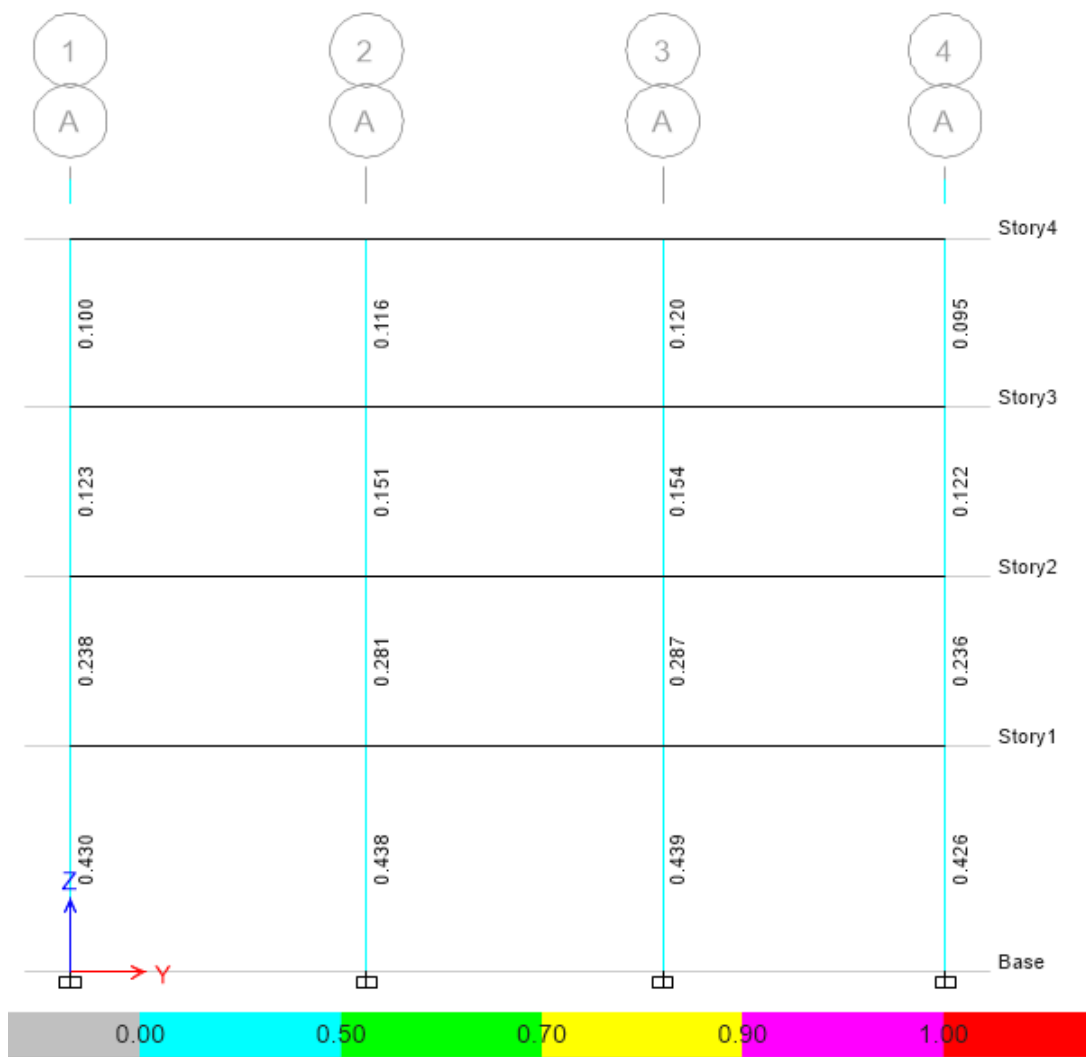 1 2 3 4
A A A A
Story4
0.100 0.116 0.120 0.095
Story3
0.123 0.151 0.154 0.122
Story2
0.238 0.281 0.287 0.236
Story1
0.430 0.438 0.439 0.426
Z
Base
Y
0.00 0.50 0.70 0.90 1.00